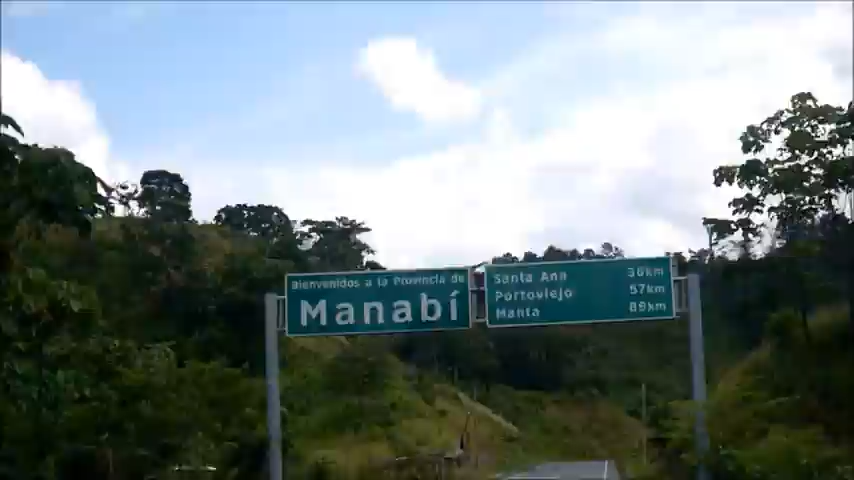 Bienvenidos a la Provincia de
Manabí
Santa Ana 36km
Portoviejo 57km
Manta 89km